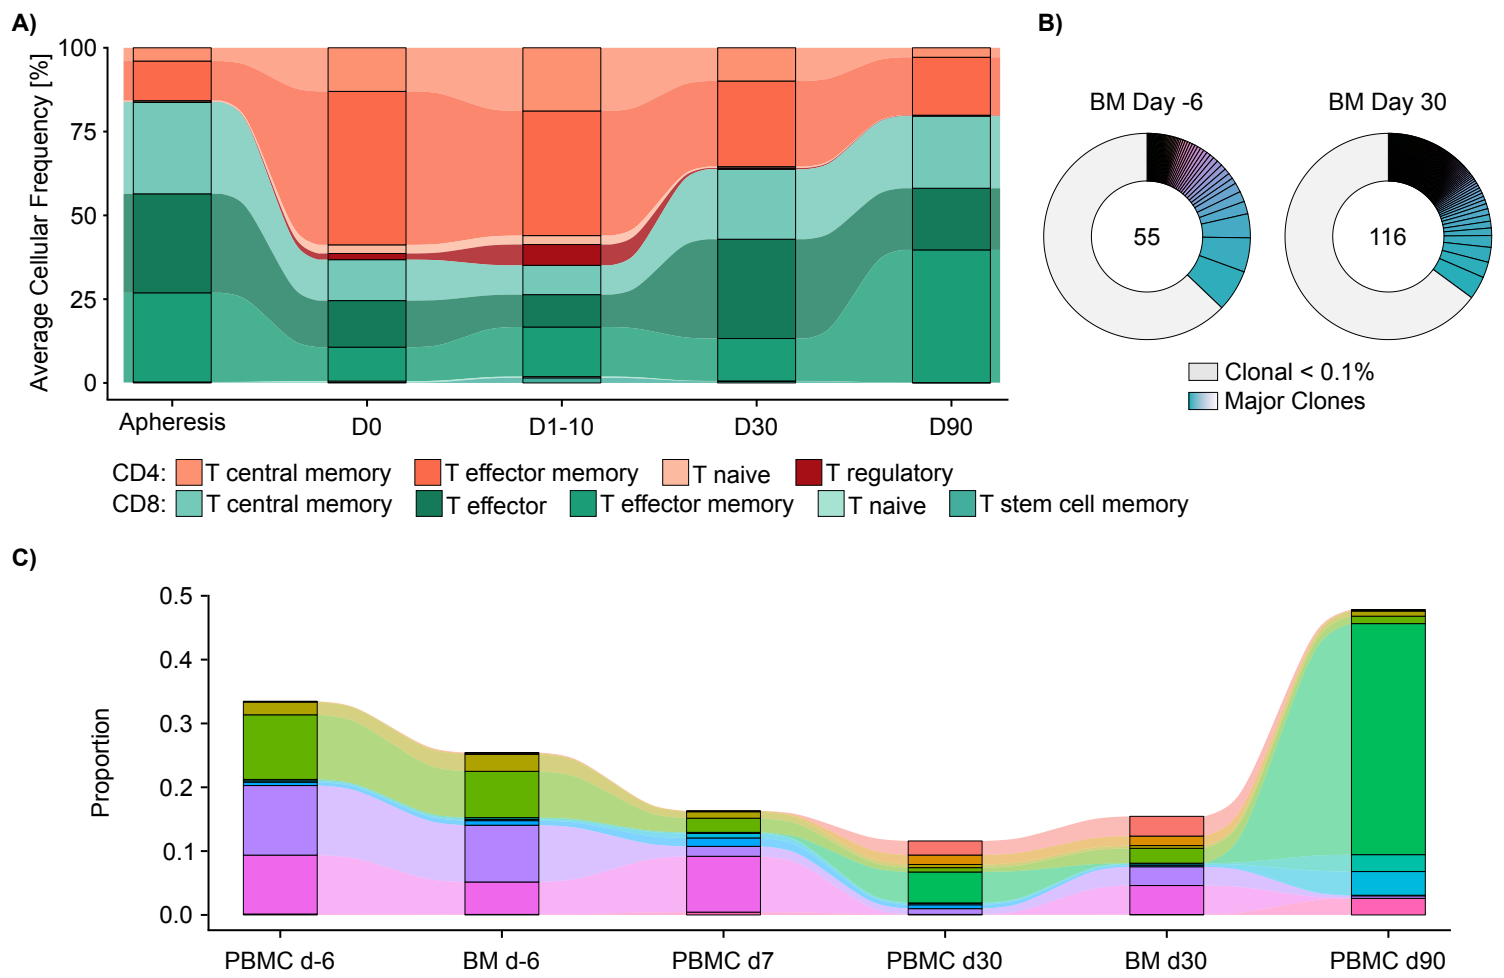 A)
B)
Average Cellular Frequency [%]
100
75
50
25
0
Apheresis
D0
D1-10
D30
D90
CD4: T central memory T effector memory T naive T regulatory
CD8: T central memory T effector T effector memory T naive T stem cell memory
BM Day -6
BM Day 30
55
116
Clonal < 0.1%
Major Clones
C)
Proportion
0.5
0.4
0.3
0.2
0.1
0.0
PBMC d-6
BM d-6
PBMC d7
PBMC d30
BM d30
PBMC d90